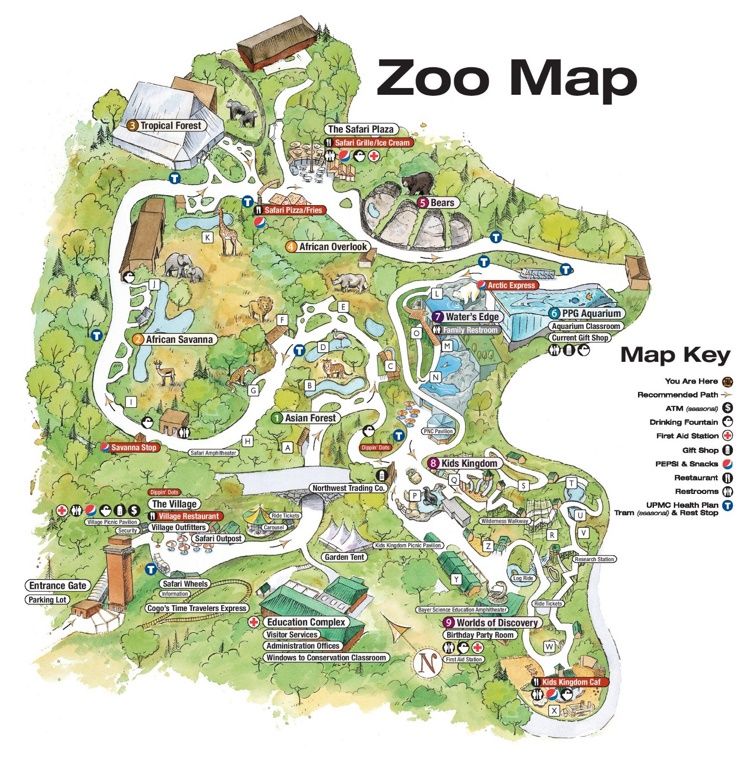 Zoo Map
3 Tropical Forest
The Safari Plaza
Safari Grille/Ice Cream
5 Bears
T
T
Safari Pizza/Fries
4 African Overlook
T
T
K
J
L
Arctic Express
7 Water's Edge
Family Restroom
6 PPG Aquarium
Aquarium Classroom
Current Gift Shop
E
F
O
M
N
T
T
2 African Savanna
D
C
B
G
I
1 Asian Forest
H
A
PNC Pavilion
T
Savanna Stop
Safari Amphitheater
Dippin' Dots
Northwest Trading Co.
8 Kids Kingdom
P
Q
S
T
U
V
R
Wilderness Walkway
Z
Research Station
Dippin' Dots
The Village
Village Restaurant
Village Outfitters
Safari Outpost
$
Village Picnic Pavilion
Security
Ride Tickets
Carousel
Garden Tent
Kids Kingdom Picnic Pavilion
Y
Log Ride
Ride Tickets
Bayer Science Education Amphitheater
T
Entrance Gate
Parking Lot
Safari Wheels
Information
Cogo's Time Travelers Express
Education Complex
Visitor Services
Administration Offices
Windows to Conservation Classroom
N
9 Worlds of Discovery
Birthday Party Room
First Aid Station
W
Kids Kingdom Caf
X
Map Key
You Are Here
Recommended Path
ATM (seasonal) $
Drinking Fountain
First Aid Station
Gift Shop
PEPSI & Snacks
Restaurant
Restrooms
UPMC Health Plan T
Tram (seasonal) & Rest Stop